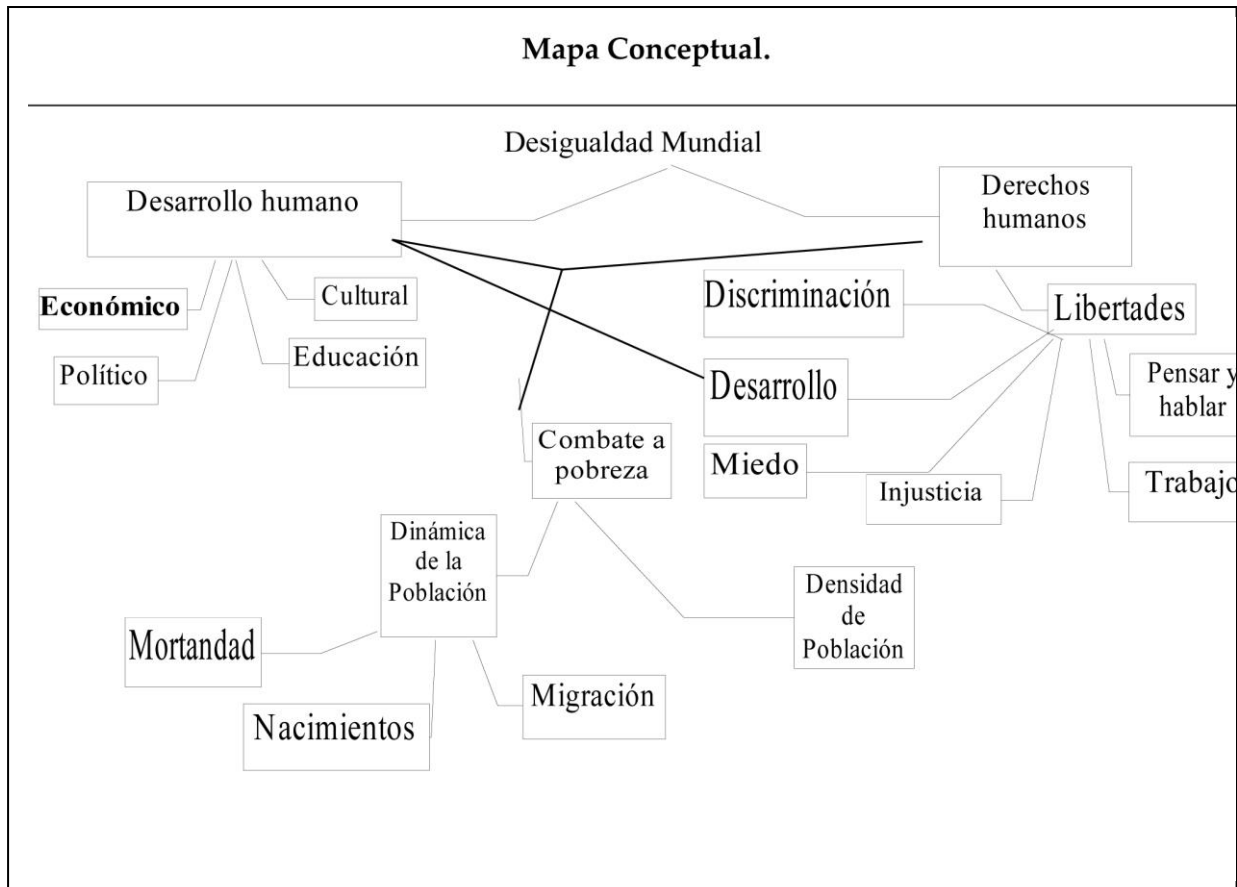 Mapa Conceptual.
Desigualdad Mundial
Desarrollo humano
Derechos
humanos
Económico
Cultural
Político
Educación
Discriminación
Libertades
Desarrollo
Pensar y
hablar
Miedo
Injusticia
Trabajo
Combate a
pobreza
Dinámica
de la
Población
Densidad
de
Población
Mortandad
Nacimientos
Migración